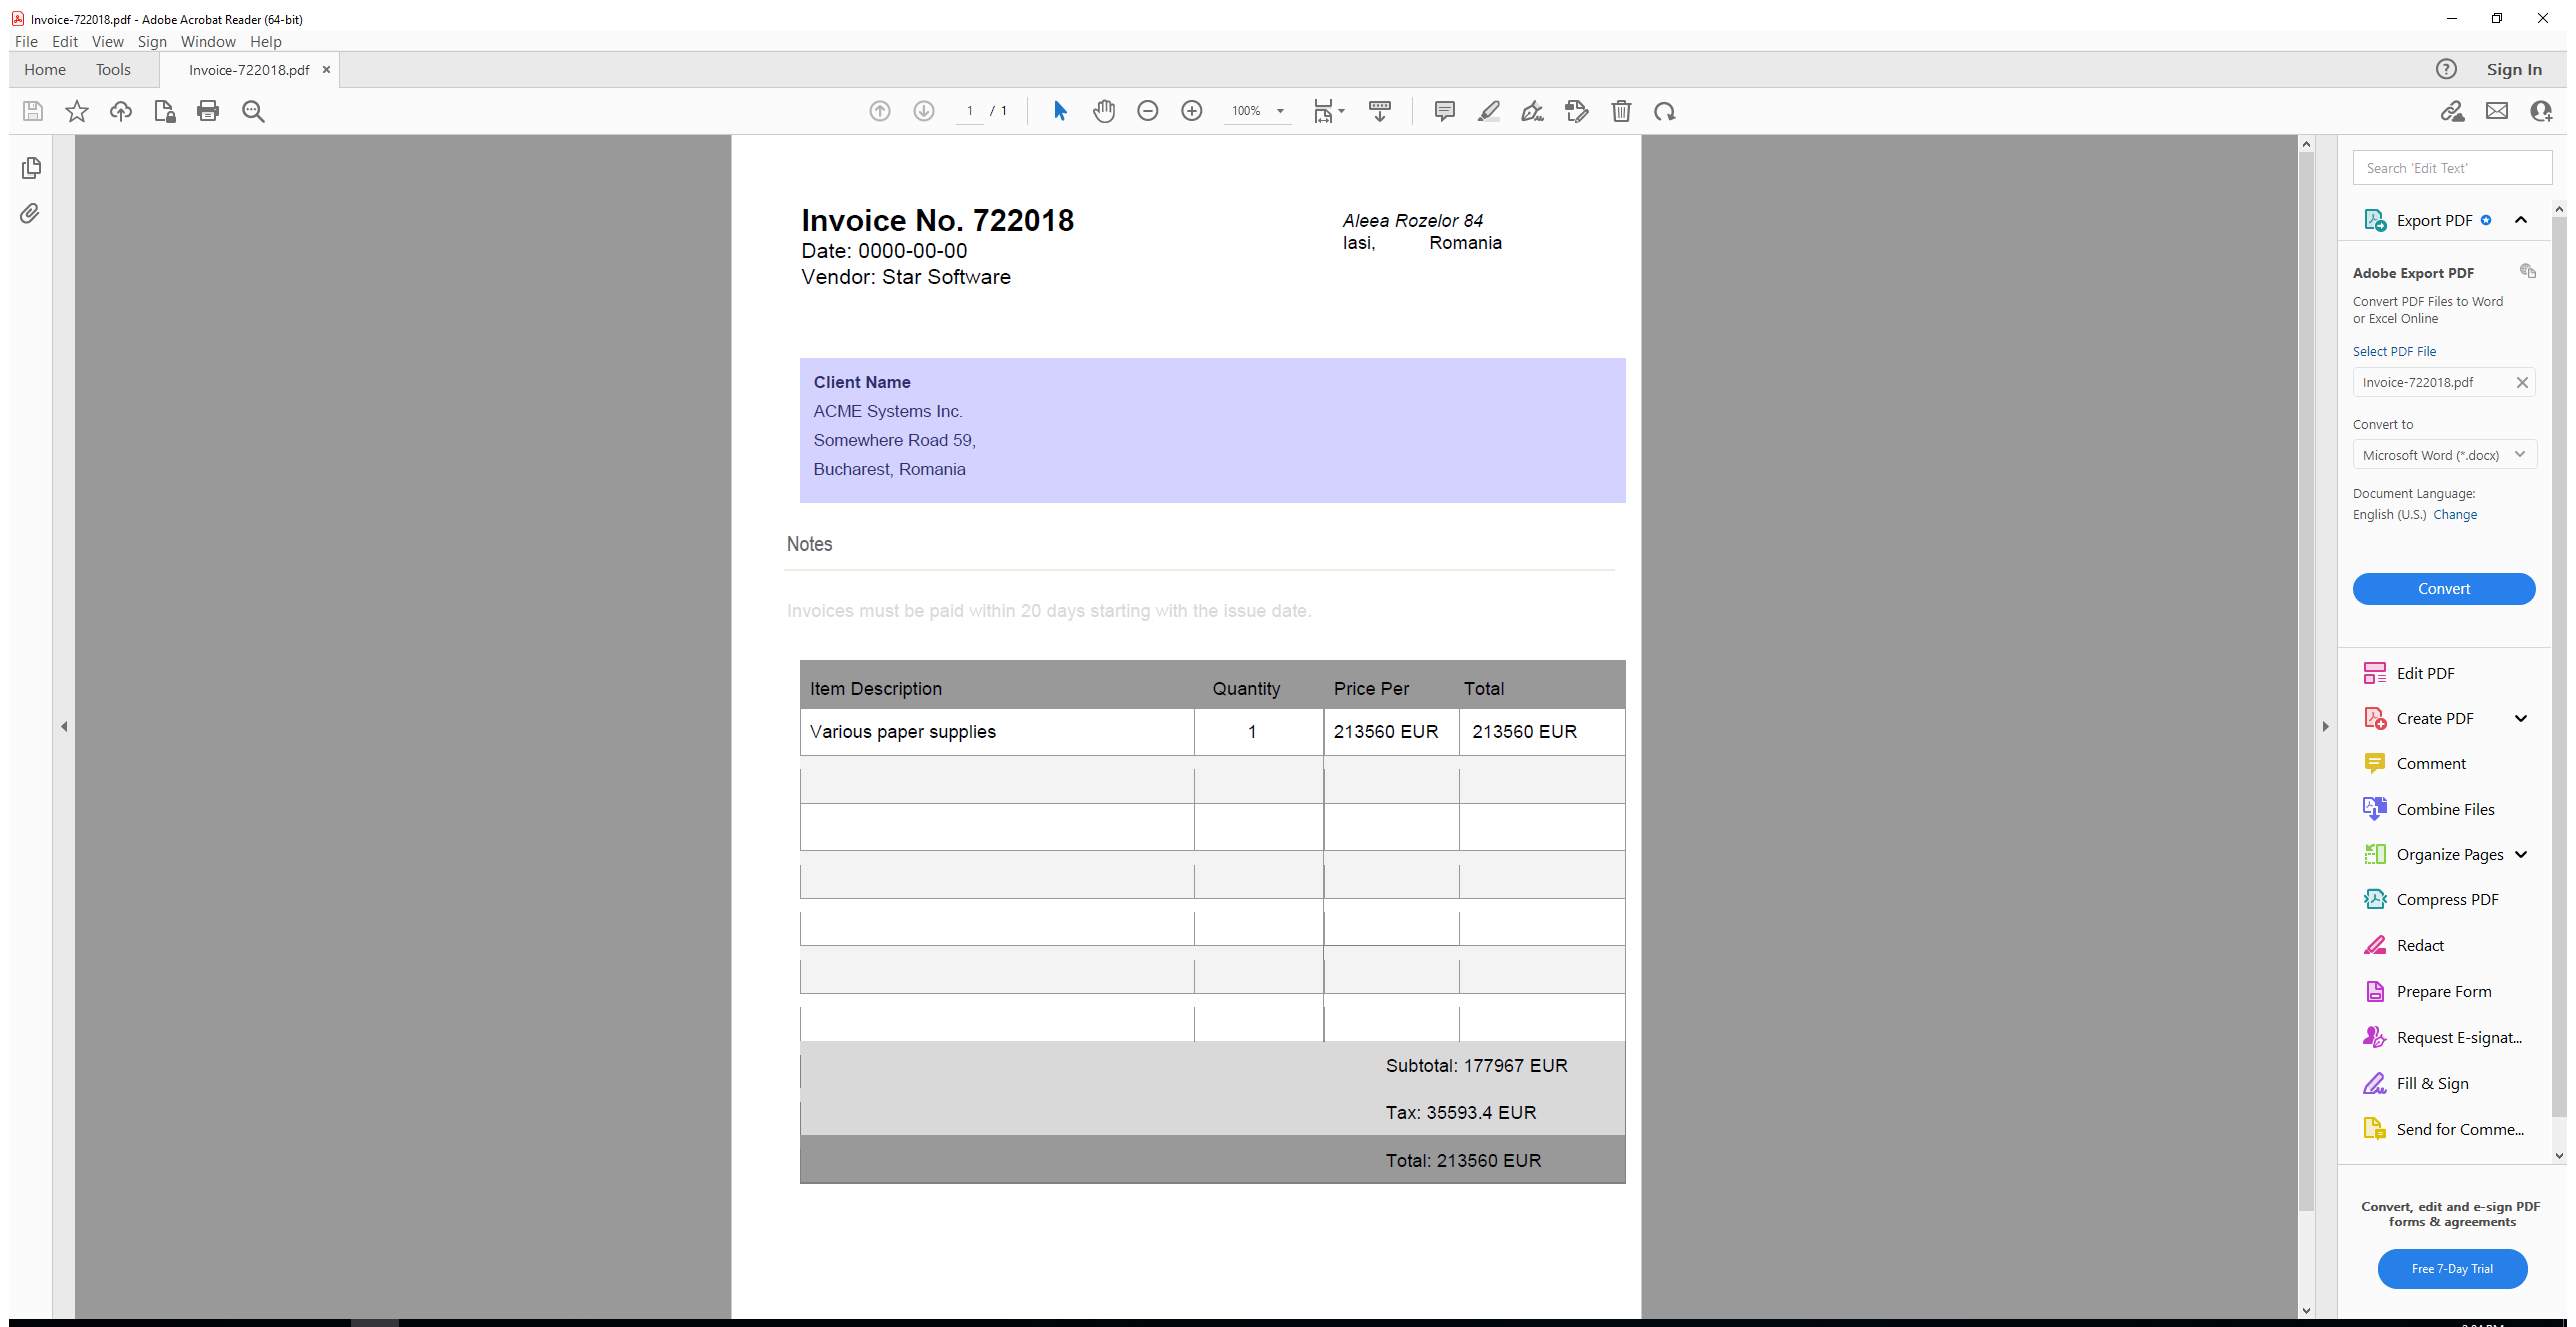 Invoice-722018.pdf - Adobe Acrobat Reader (64-bit)
File Edit View Sign Window Help
Home Tools Invoice-722018.pdf Sign In
1 / 1 100%
Search 'Edit Text'
Invoice No. 722018
Date: 0000-00-00
Vendor: Star Software
Aleea Rozelor 84
Iasi, Romania
Client Name
ACME Systems Inc.
Somewhere Road 59,
Bucharest, Romania
Notes
Invoices must be paid within 20 days starting with the issue date.
Item Description Quantity Price Per Total
Various paper supplies 1 213560 EUR 213560 EUR
Subtotal: 177967 EUR
Tax: 35593.4 EUR
Total: 213560 EUR
Export PDF
Adobe Export PDF
Convert PDF Files to Word
or Excel Online
Select PDF File
Invoice-722018.pdf
Convert to
Microsoft Word (*.docx)
Document Language:
English (U.S.) Change
Convert
Edit PDF
Create PDF
Comment
Combine Files
Organize Pages
Compress PDF
Redact
Prepare Form
Request E-signat...
Fill & Sign
Send for Comme...
Convert, edit and e-sign PDF
forms & agreements
Free 7-Day Trial